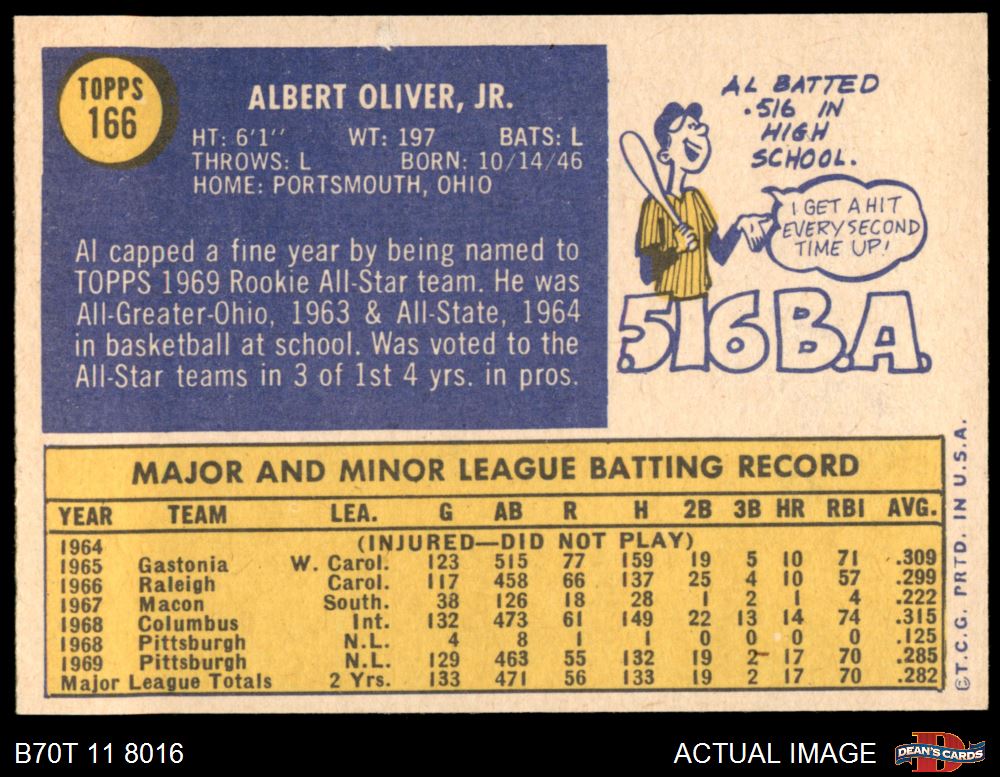 TOPPS
166
ALBERT OLIVER, JR.
HT: 6'1" WT: 197 BATS: L
THROWS: L BORN: 10/14/46
HOME: PORTSMOUTH, OHIO
Al capped a fine year by being named to
TOPPS 1969 Rookie All-Star team. He was
All-Greater-Ohio, 1963 & All-State, 1964
in basketball at school. Was voted to the
All-Star teams in 3 of 1st 4 yrs. in pros.
AL BATTED
.516 IN
HIGH
SCHOOL.
I GET A HIT
EVERY SECOND
TIME UP!
.516 B.A.
MAJOR AND MINOR LEAGUE BATTING RECORD
YEAR TEAM LEA. G AB R H 2B 3B HR RBI AVG.
1964 (INJURED—DID NOT PLAY)
1965 Gastonia W. Carol. 123 515 77 159 19 5 10 71 .309
1966 Raleigh Carol. 117 458 66 137 25 4 10 57 .299
1967 Macon South. 38 126 18 28 1 2 1 4 .222
1968 Columbus Int. 132 473 61 149 22 13 14 74 .315
1968 Pittsburgh N.L. 4 8 1 1 0 0 0 0 .125
1969 Pittsburgh N.L. 129 463 55 132 19 2 17 70 .285
Major League Totals 2 Yrs. 133 471 56 133 19 2 17 70 .282
©T.C.G. PRTD. IN U.S.A.
B70T 11 8016
ACTUAL IMAGE
D
DEAN'S CARDS